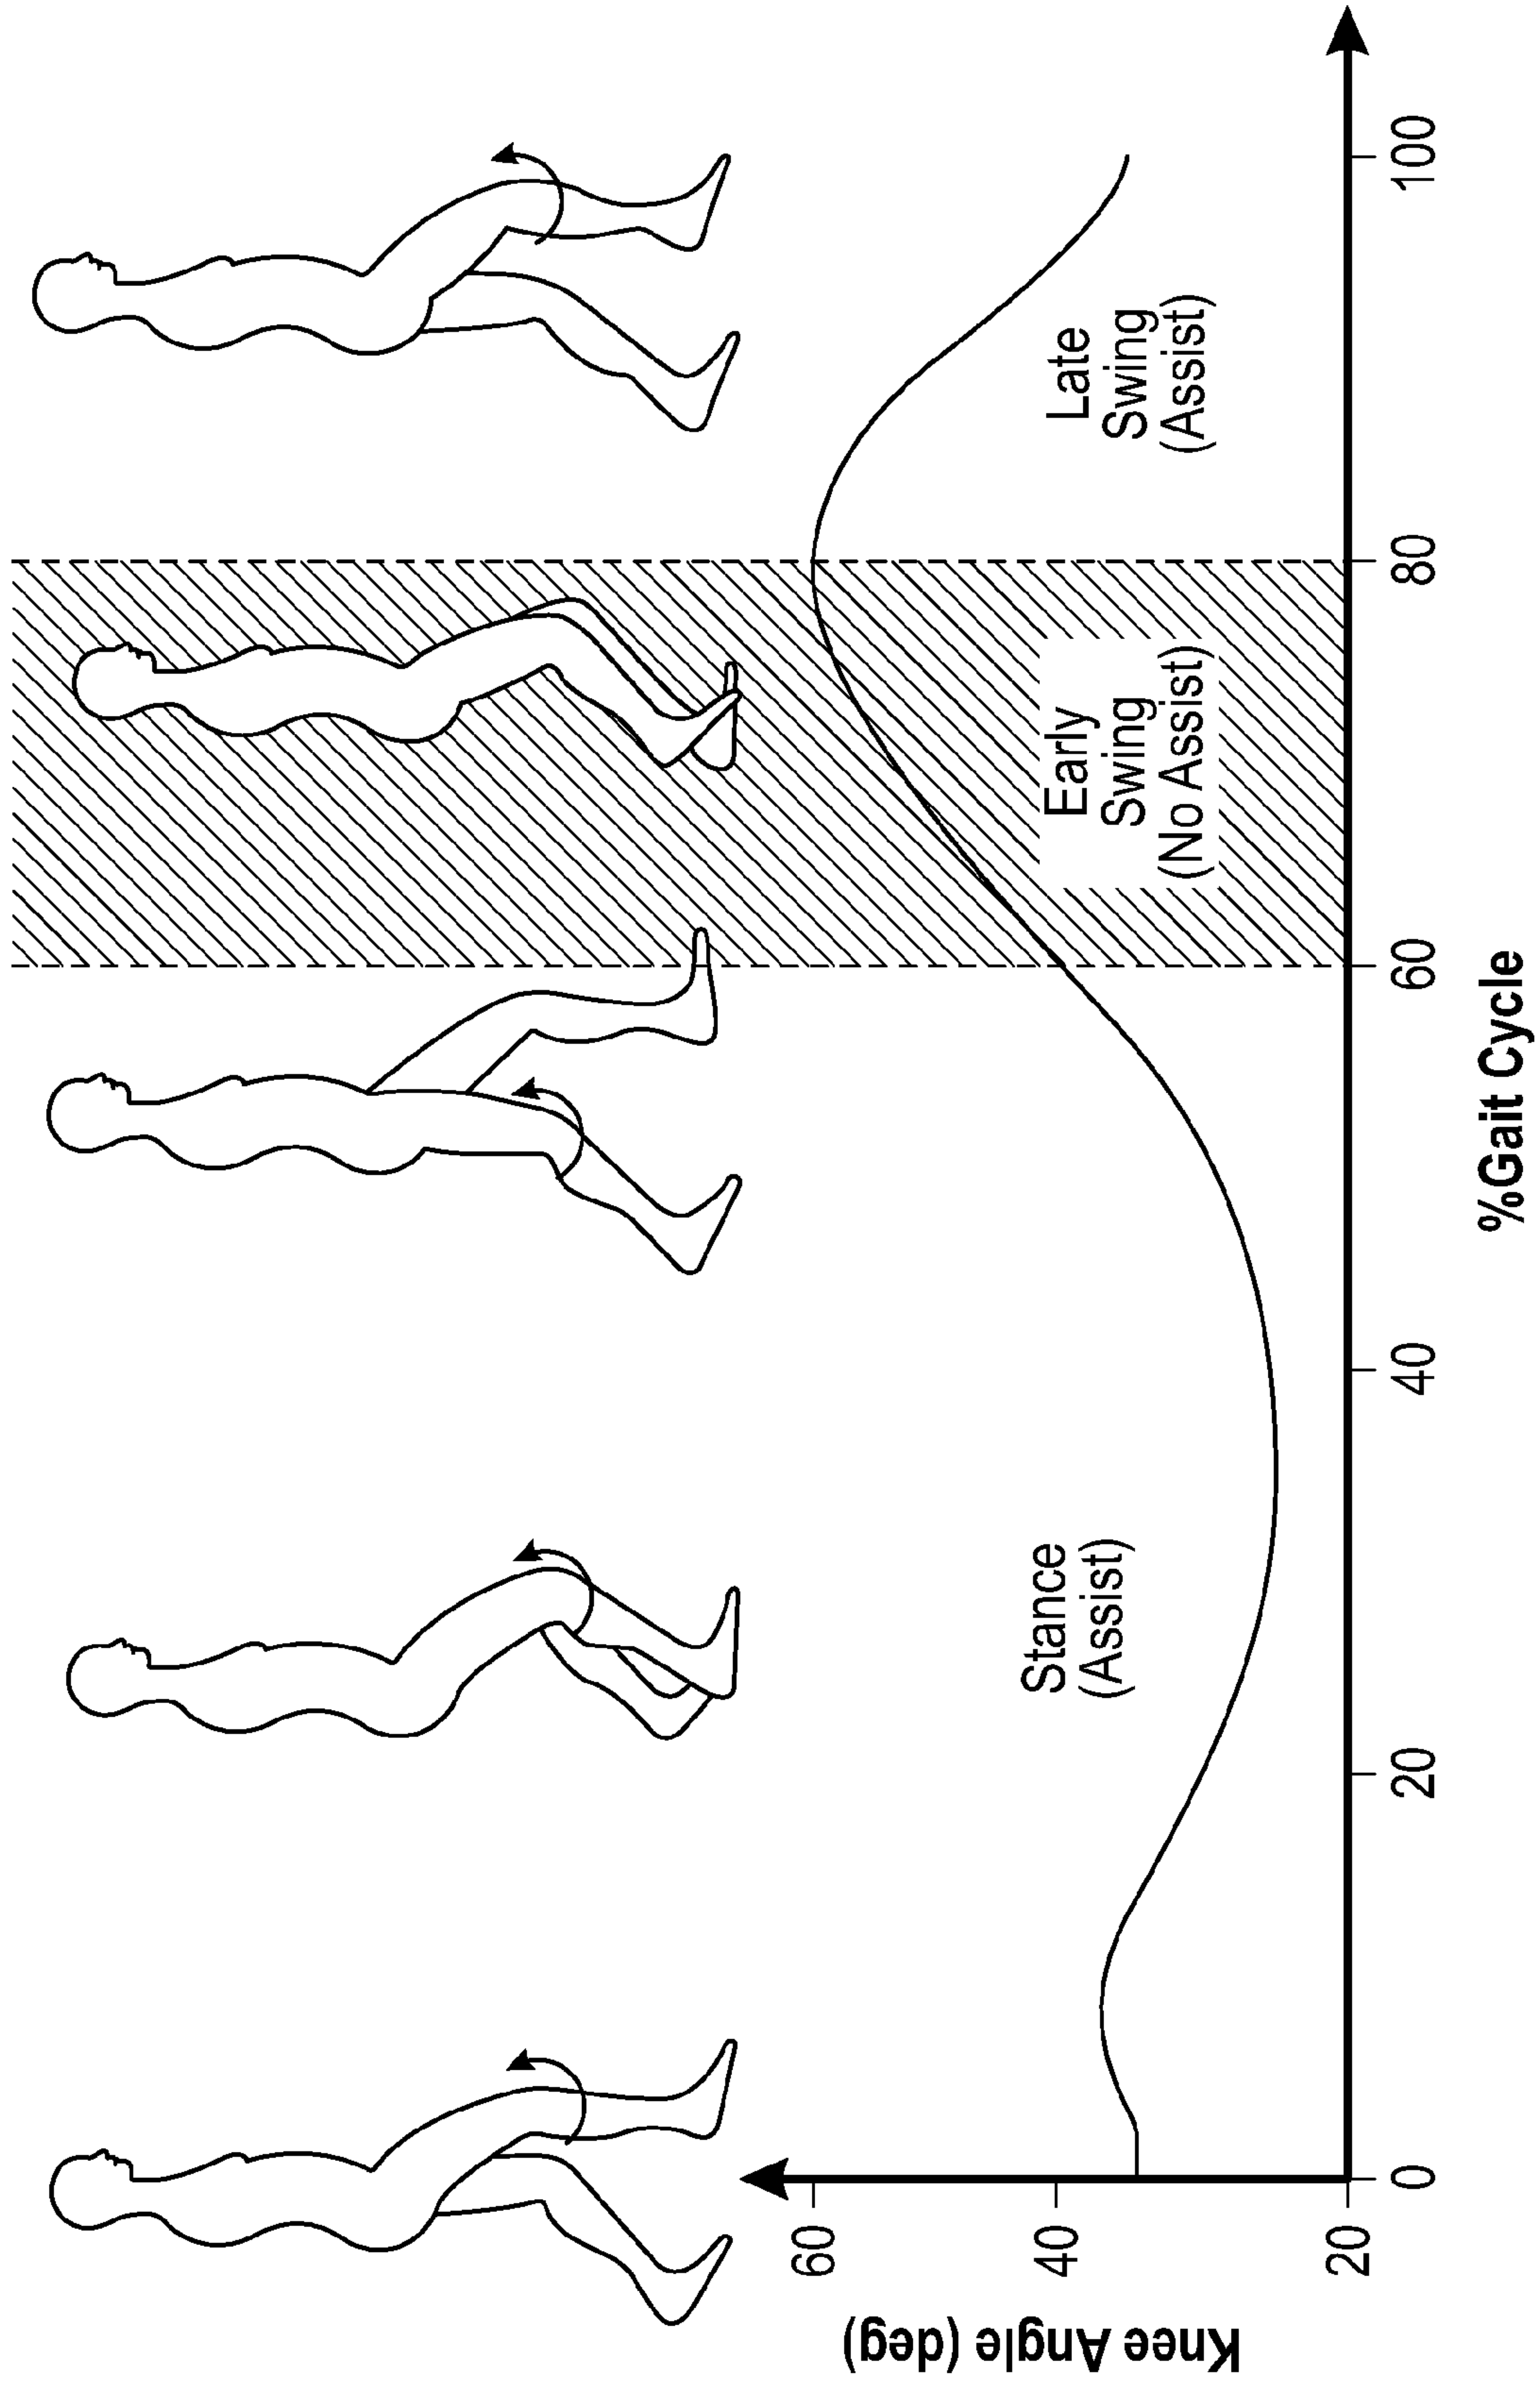 Knee Angle (deg)
60
40
20
Stance
(Assist)
Early
Swing
(No Assist)
Late
Swing
(Assist)
0
20
40
60
80
100
%Gait Cycle